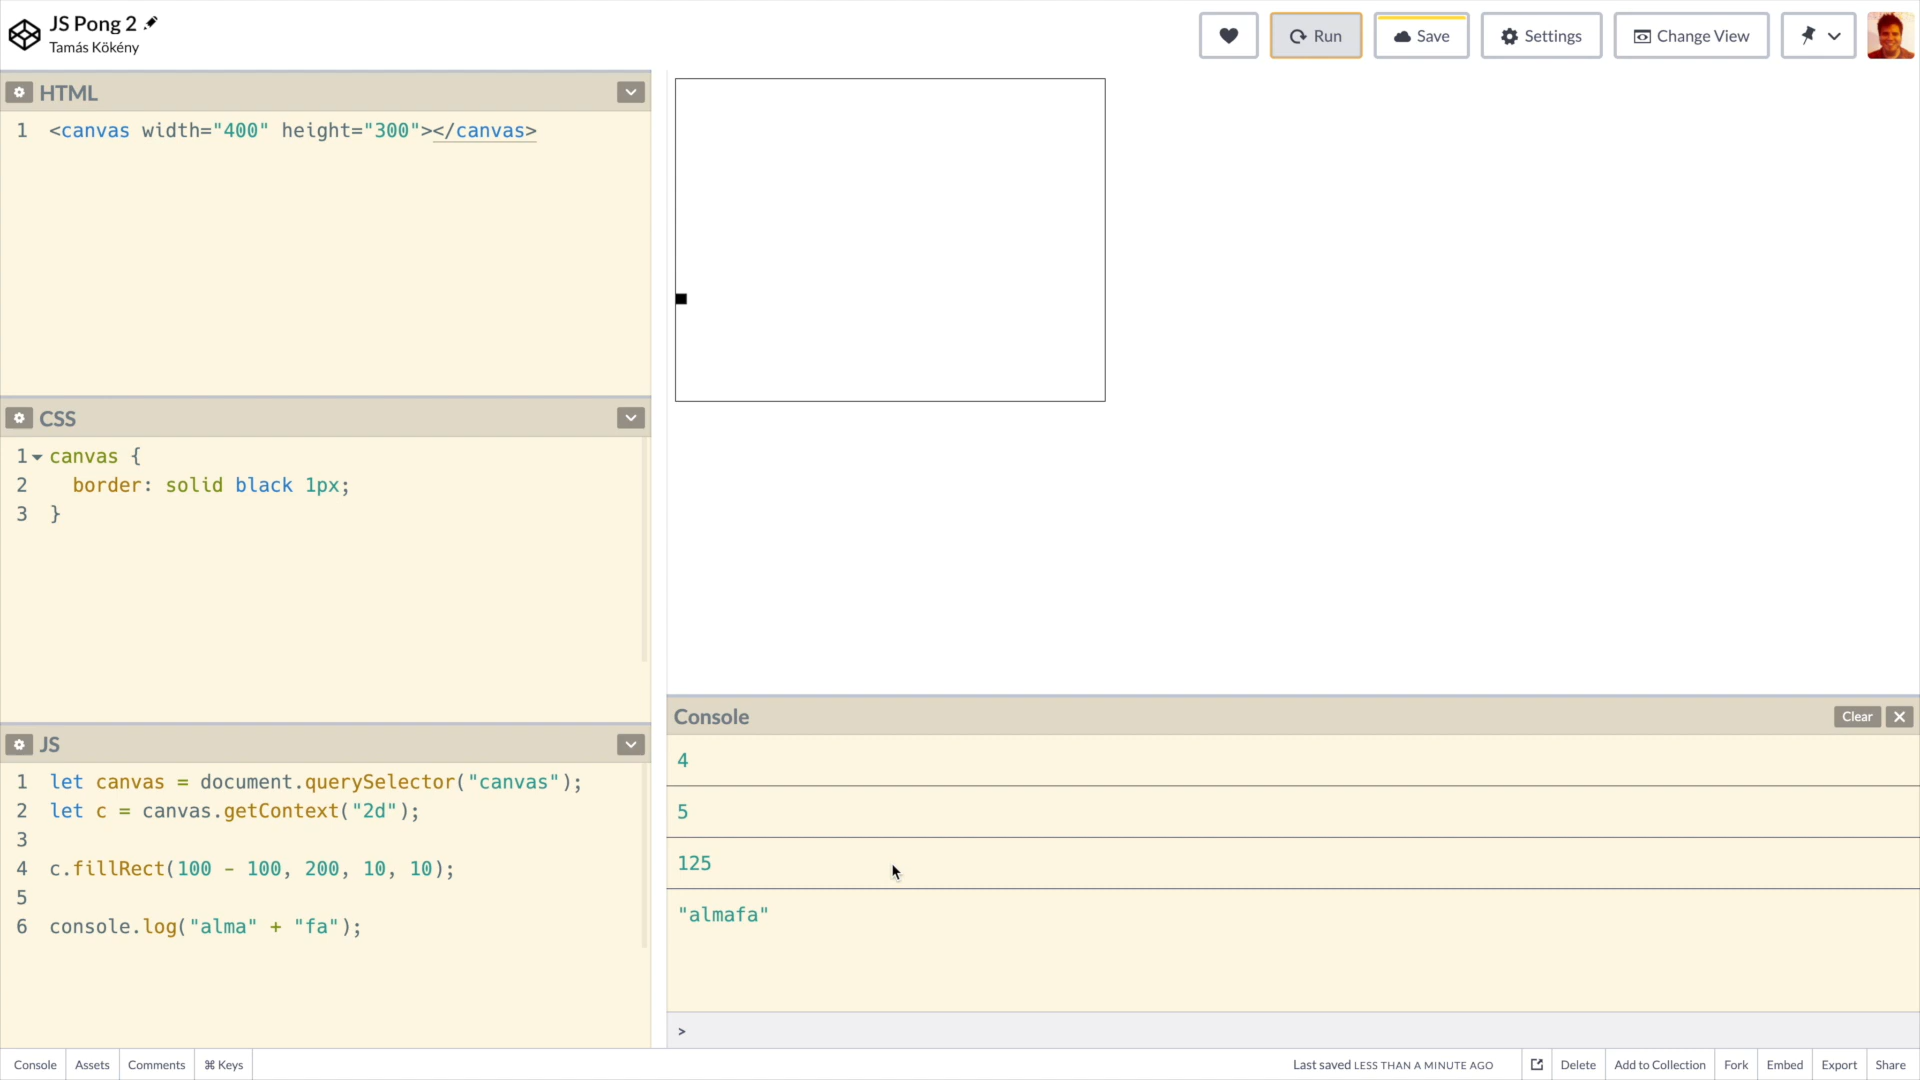 JS Pong 2
Tamás Kökény
Run
Save
Settings
Change View
HTML
1 <canvas width="400" height="300"></canvas>
CSS
1 canvas {
2 border: solid black 1px;
3 }
JS
1 let canvas = document.querySelector("canvas");
2 let c = canvas.getContext("2d");
3
4 c.fillRect(100 - 100, 200, 10, 10);
5
6 console.log("alma" + "fa");
Console
Clear
4
5
125
"almafa"
>
Console Assets Comments ⌘ Keys
Last saved LESS THAN A MINUTE AGO
Delete Add to Collection Fork Embed Export Share